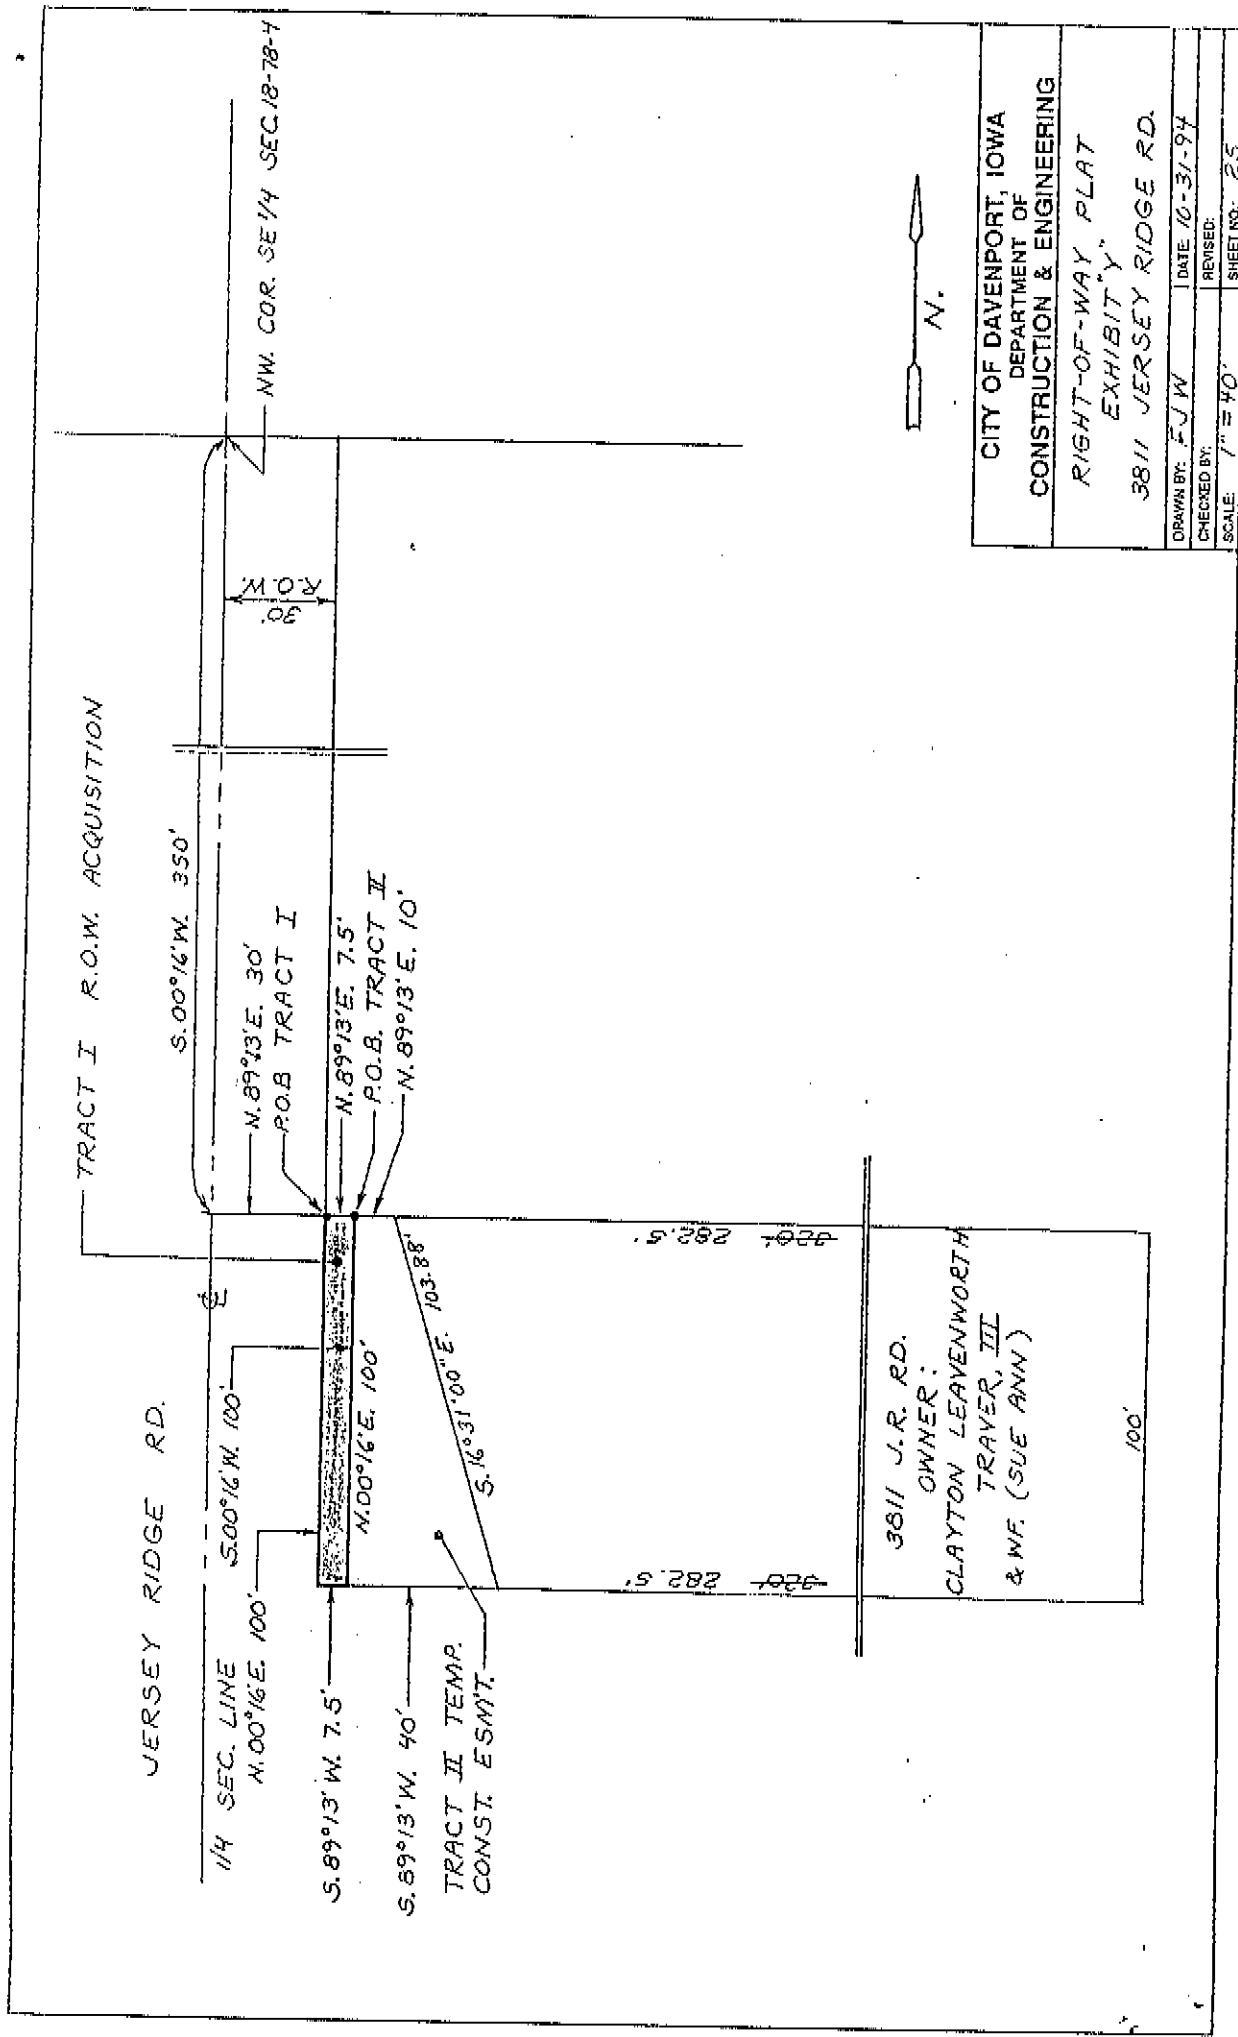 TRACT I R.O.W. ACQUISITION
JERSEY RIDGE RD.
S.00°16'W. 350'
NW. COR. SE 1/4 SEC 18-78-4
30'
R.O.W.
1/4 SEC. LINE
N.00°16'E. 100'
S.00°16'W. 100'
N.89°13'E. 30'
P.O.B TRACT I
N.89°13'E. 7.5'
P.O.B. TRACT II
N.89°13'E. 10'
S.89°13'W. 7.5'
N.00°16'E. 100'
S.16°31'00"E. 103.88'
S.89°13'W. 40'
TRACT II TEMP.
CONST. ESM'T.
282.5' 320'
282.5' 320'
3811 J.R. RD.
OWNER:
CLAYTON LEAVENWORTH
TRAVER, III
& WF. (SUE ANN)
100'
N.
CITY OF DAVENPORT, IOWA
DEPARTMENT OF
CONSTRUCTION & ENGINEERING
RIGHT-OF-WAY PLAT
EXHIBIT "Y"
3811 JERSEY RIDGE RD.
DRAWN BY: FJW DATE: 10-31-94
CHECKED BY: REVISED:
SCALE: 1" = 40' SHEET NO: 25